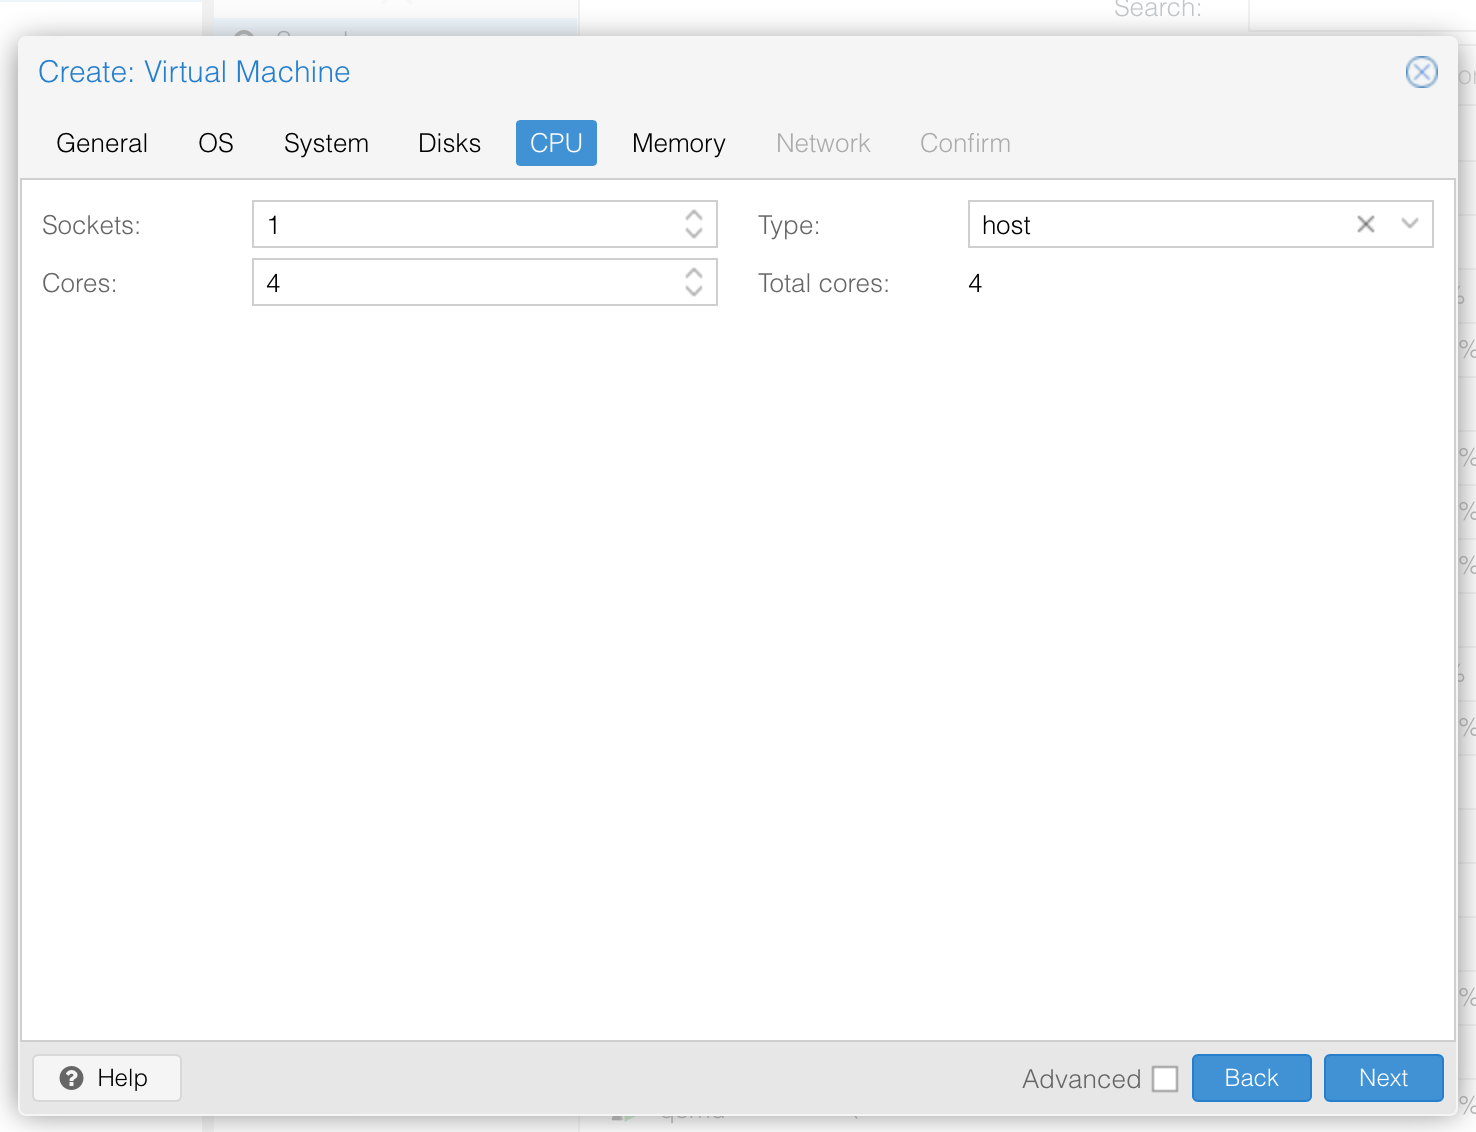 Search:
Create: Virtual Machine
General OS System Disks CPU Memory Network Confirm
Sockets: 1 Type: host
Cores: 4 Total cores: 4
Help Advanced Back Next